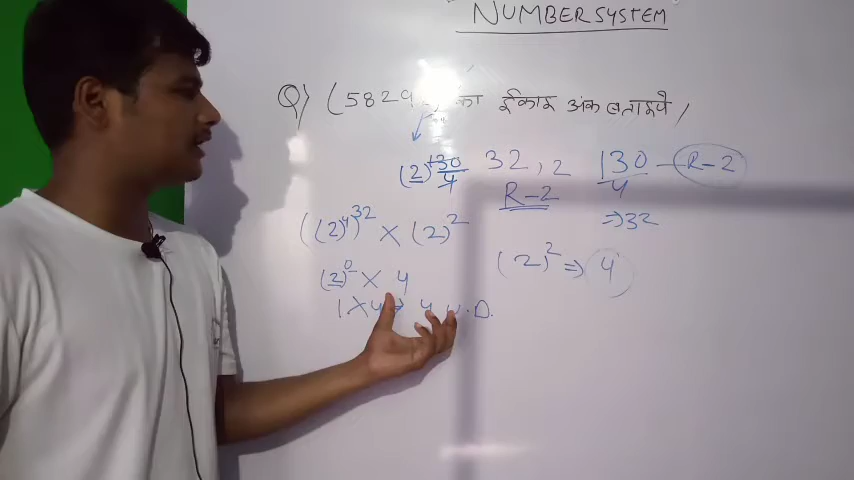 NUMBER SYSTEM
Q) (5829 का ईकाइ अंक बताइये /
(2)^130/4 32, 2 130/4 — R-2
R-2 ⇒32
((2)^4)^32 × (2)^2
(2)^2 ⇒ 4
(2)^0 × 4
1 × 4 ⇒ 4 U.D.